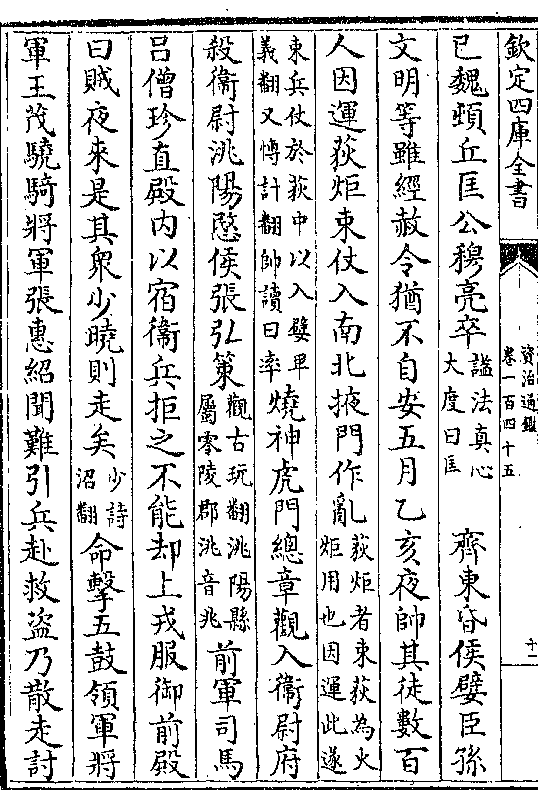 欽定四庫全書
資治通鑑
卷一百四十五
十一
已魏頓丘匡公穆亮卒
謚法真心
大度曰匡
齊東昏侯嬖臣孫
文明等雖經赦令猶不自安五月乙亥夜帥其徒數百
人因運荻炬束仗入南北掖門作亂
荻炬者束荻為火
炬用也因運此遂
束兵仗於荻中以入嬖卑
義翻又慱計翻帥讀曰率
燒神虎門總章觀入衞尉府
殺衞尉洮陽愍侯張弘策
觀古玩翻洮陽縣
屬零陵郡洮音兆
前軍司馬
呂僧珍直殿内以宿衞兵拒之不能却上戎服御前殿
曰賊夜來是其衆少曉則走矣
少詩
沼翻
命擊五鼓領軍將
軍王茂驍騎將軍張惠紹聞難引兵赴救盜乃散走討